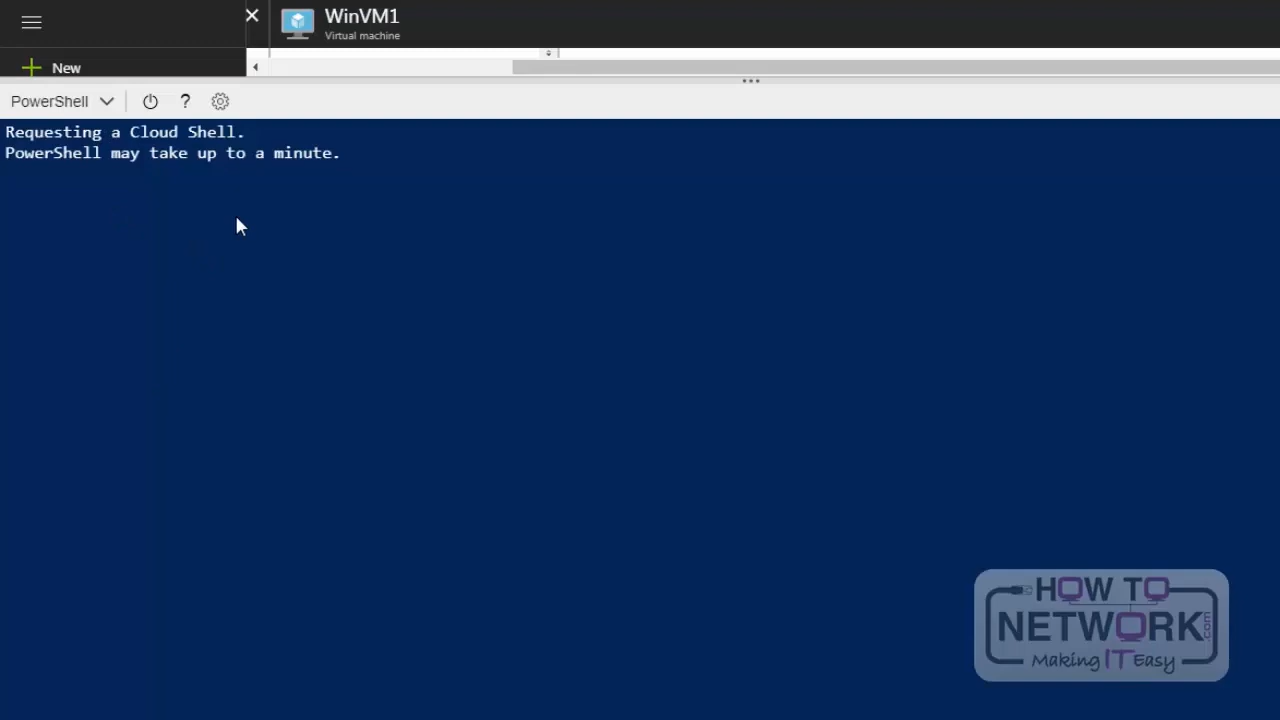 WinVM1
Virtual machine
New
PowerShell
?
Requesting a Cloud Shell.
PowerShell may take up to a minute.
HOW TO
NETWORK.com
Making IT Easy